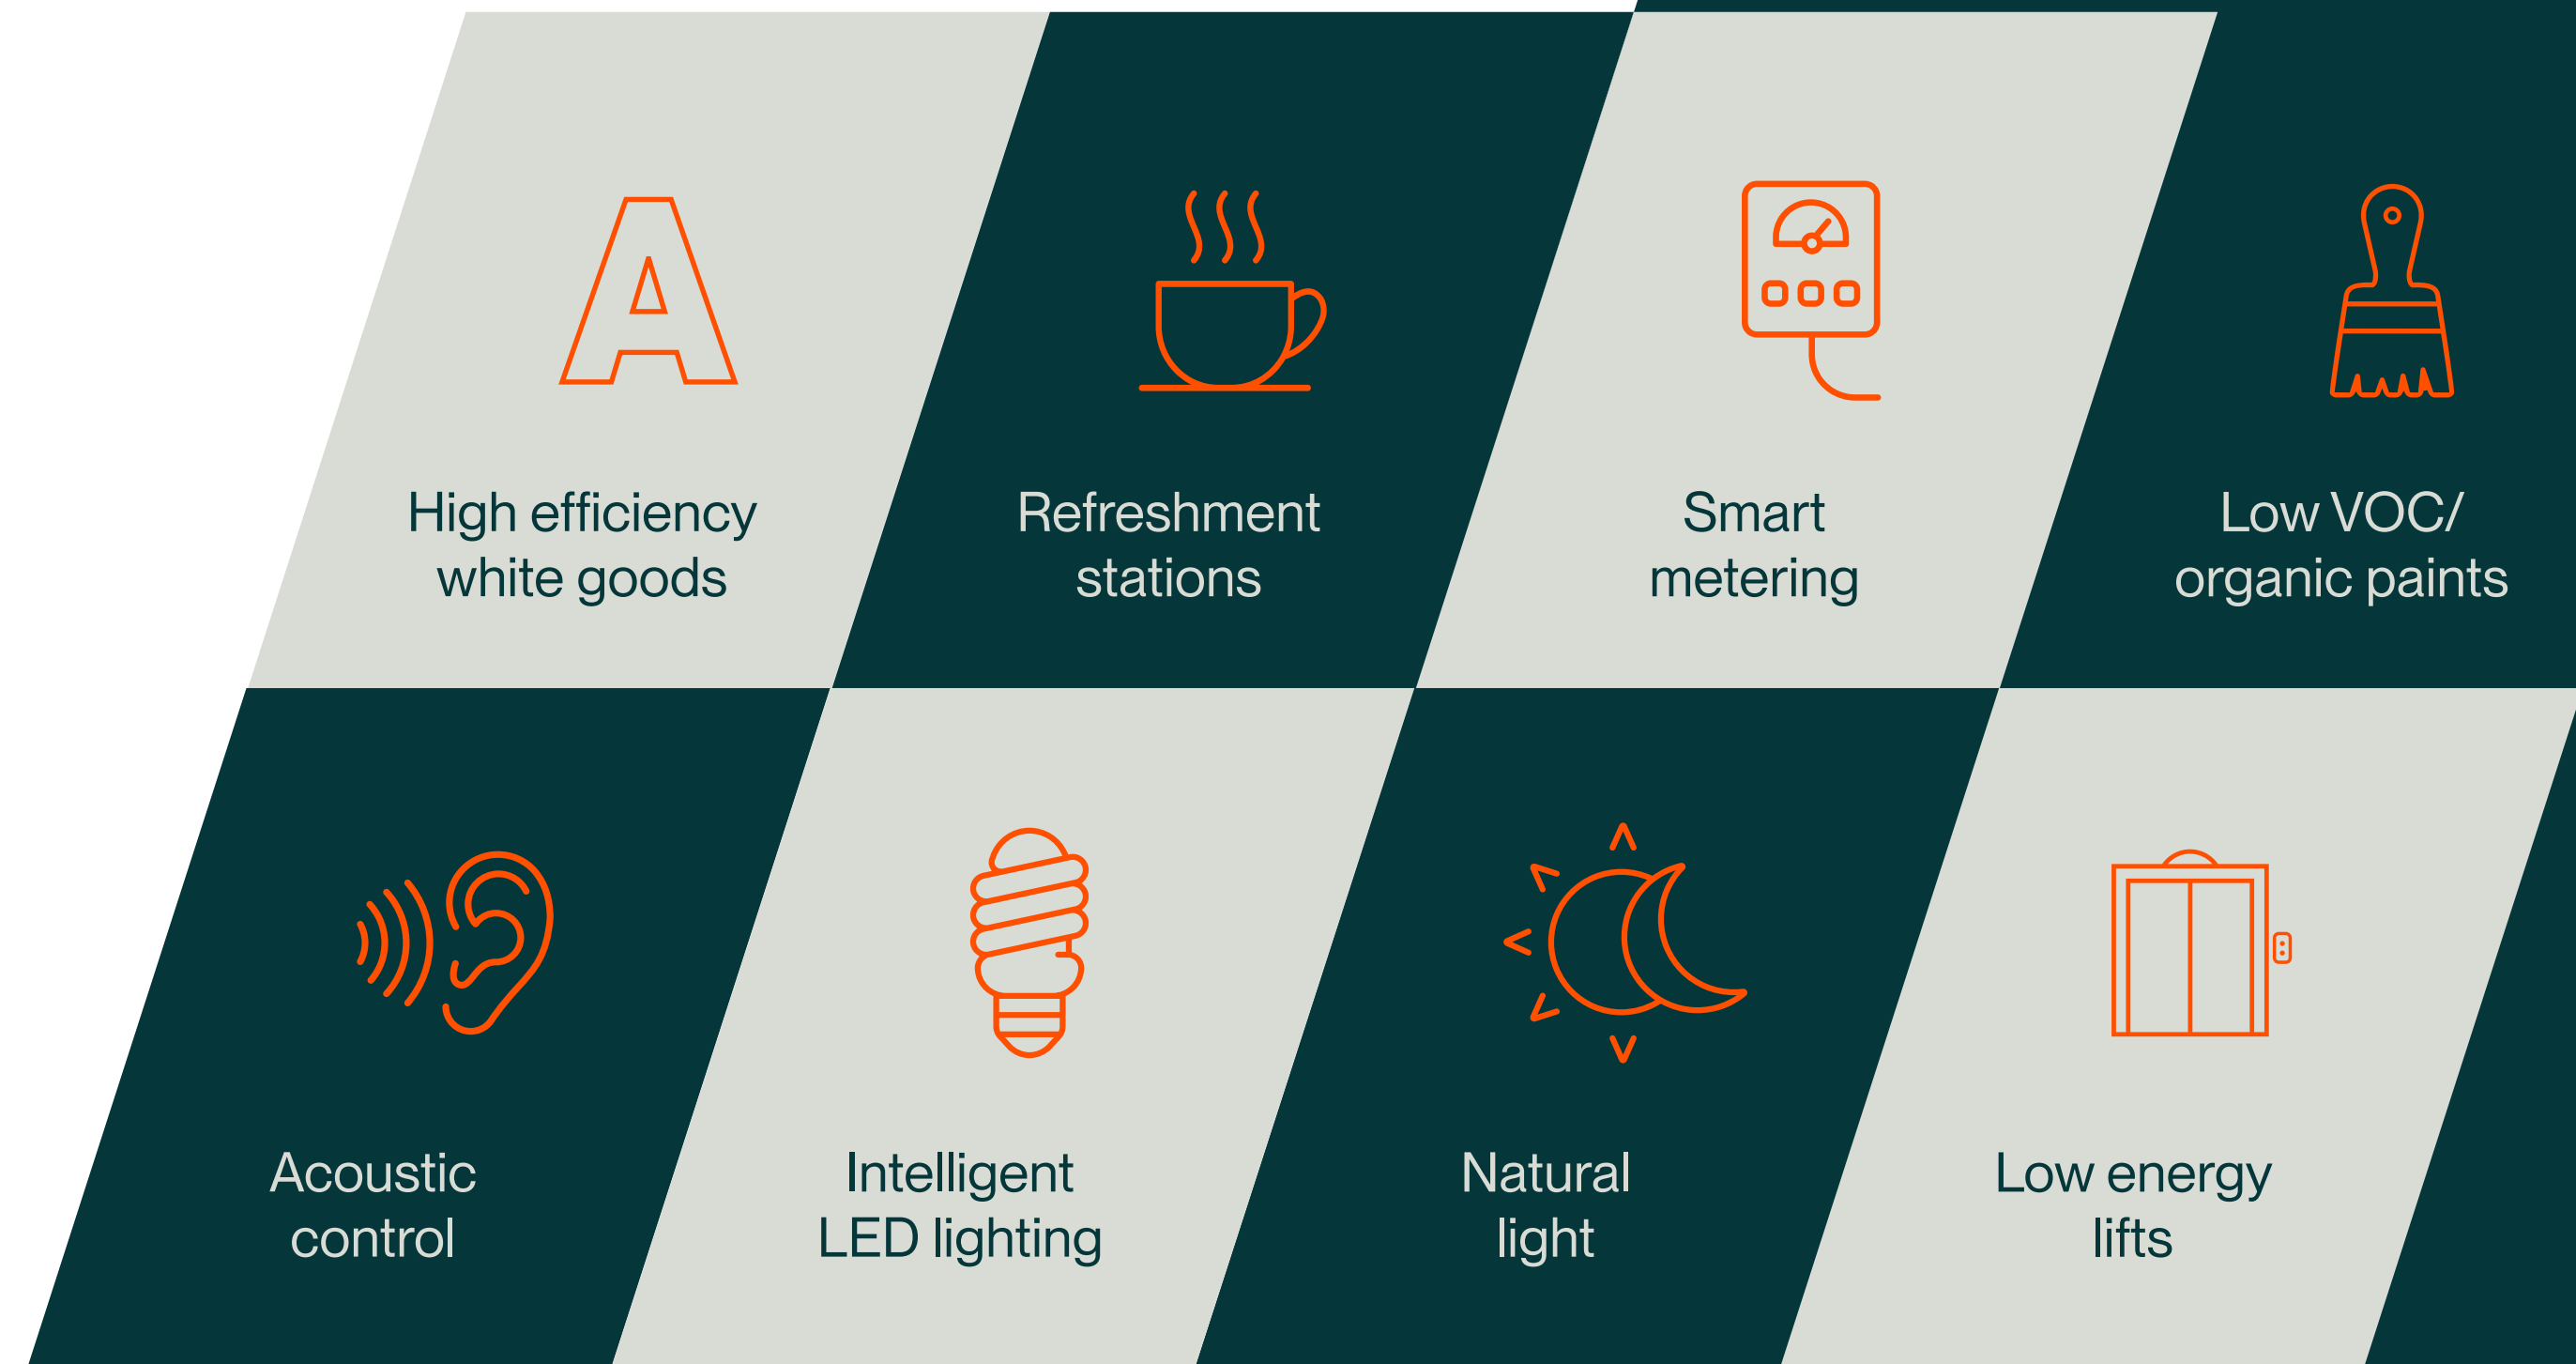 A
High efficiency
white goods
Refreshment
stations
Smart
metering
Low VOC/
organic paints
Acoustic
control
Intelligent
LED lighting
Natural
light
Low energy
lifts